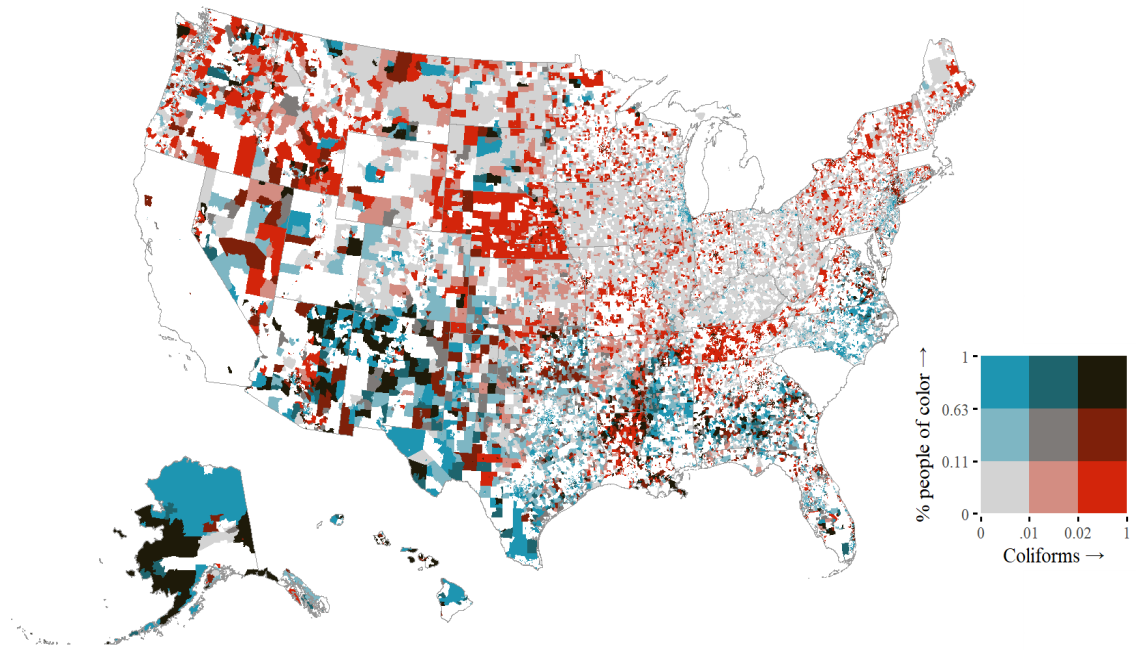 % people of color →
1
0.63
0.11
0
0 .01 0.02 1
Coliforms →